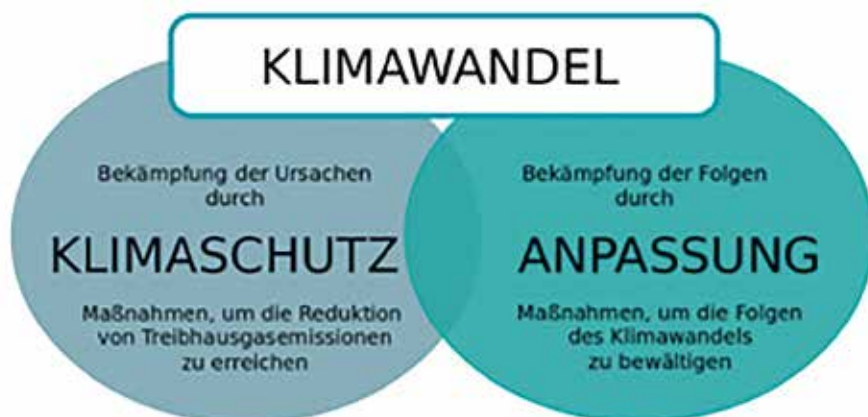 KLIMAWANDEL
Bekämpfung der Ursachen
durch
KLIMASCHUTZ
Maßnahmen, um die Reduktion
von Treibhausgasemissionen
zu erreichen
Bekämpfung der Folgen
durch
ANPASSUNG
Maßnahmen, um die Folgen
des Klimawandels
zu bewältigen